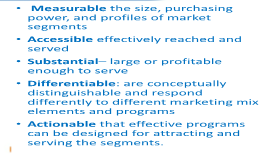 • Measurable the size, purchasing
power, and profiles of market
segments
• Accessible effectively reached and
served
• Substantial– large or profitable
enough to serve
• Differentiable: are conceptually
distinguishable and respond
differently to different marketing mix
elements and programs
• Actionable that effective programs
can be designed for attracting and
serving the segments.